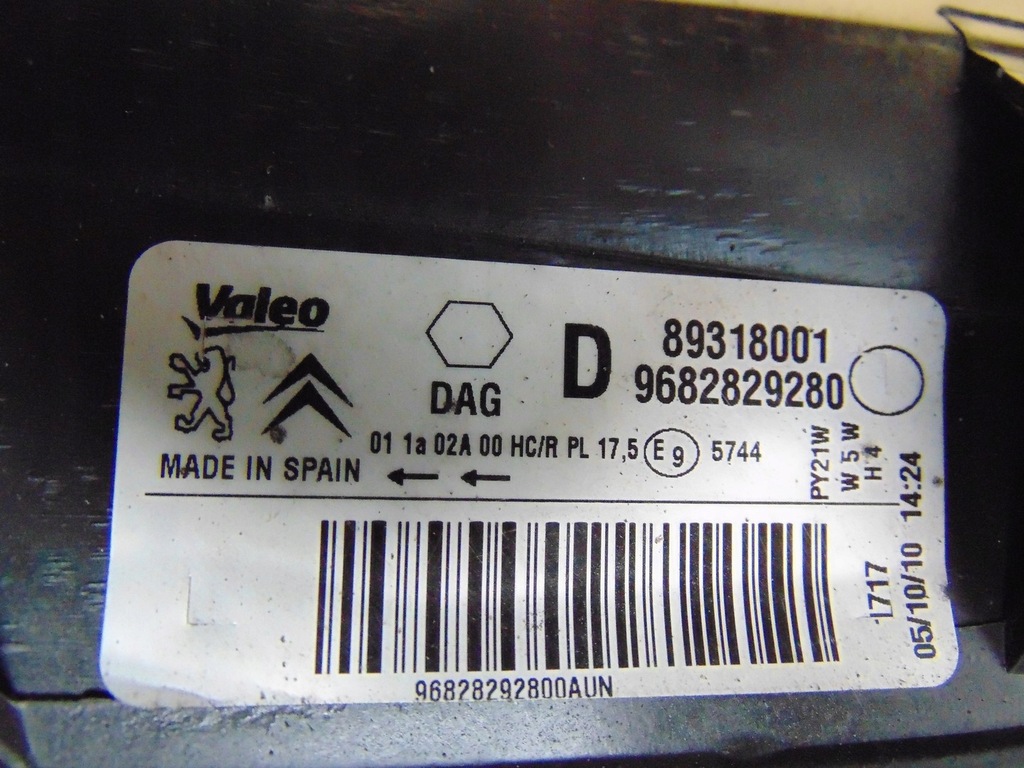 Valeo
DAG
D
89318001
9682829280
01 1a 02A 00 HC/R PL 17,5 E 9 5744
MADE IN SPAIN
PY21W
W 5 W
H 4
I717
05/10/10 14:24
96828292800AUN